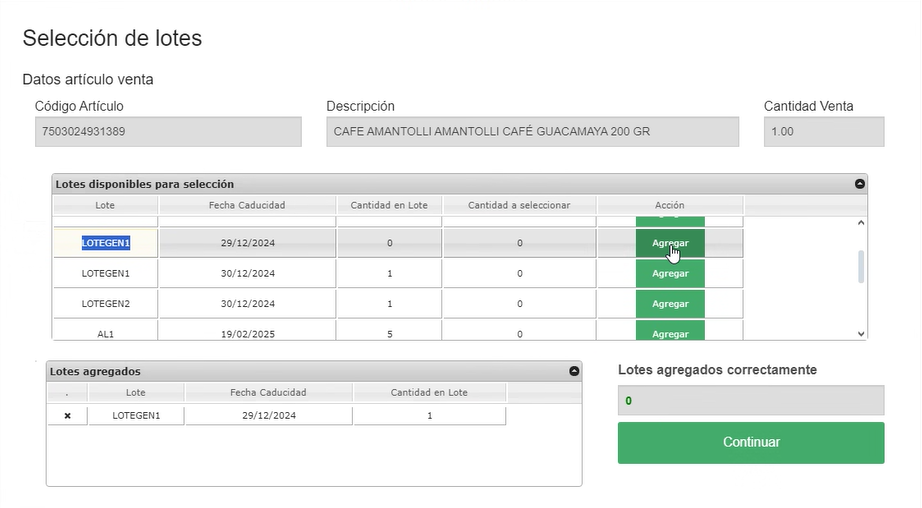 Selección de lotes
Datos artículo venta
Código Artículo Descripción Cantidad Venta
7503024931389 CAFE AMANTOLLI AMANTOLLI CAFÉ GUACAMAYA 200 GR 1.00
Lotes disponibles para selección
Lote Fecha Caducidad Cantidad en Lote Cantidad a seleccionar Acción
Agregar
LOTEGEN1 29/12/2024 0 0 Agregar
LOTEGEN1 30/12/2024 1 0 Agregar
LOTEGEN2 30/12/2024 1 0 Agregar
AL1 19/02/2025 5 0 Agregar
Lotes agregados
. Lote Fecha Caducidad Cantidad en Lote
LOTEGEN1 29/12/2024 1
Lotes agregados correctamente
0
Continuar